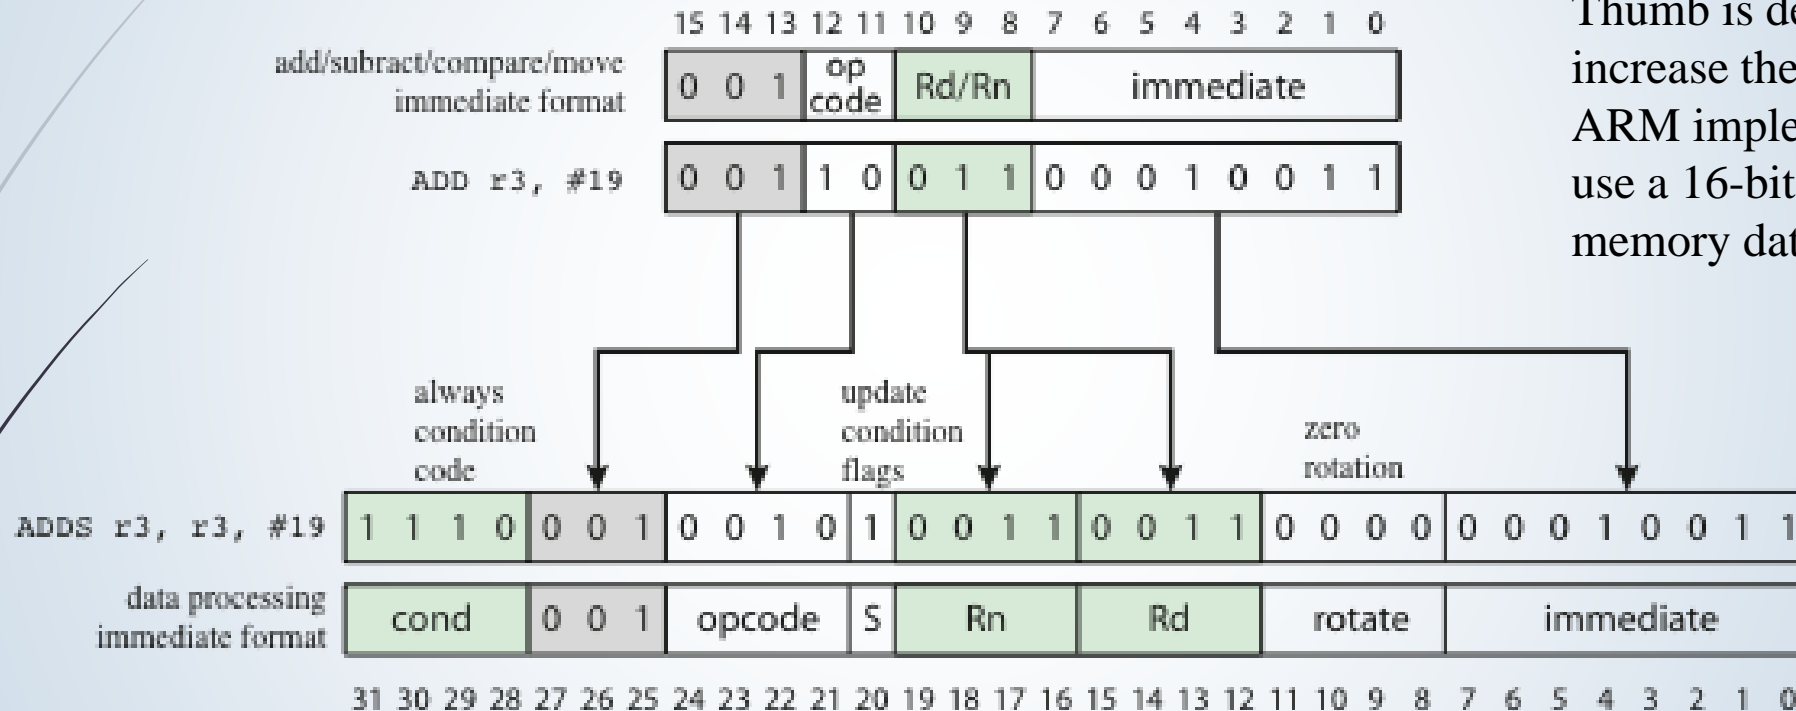 15 14 13 12 11 10 9 8 7 6 5 4 3 2 1 0
add/subract/compare/move
immediate format
0 0 1 op code Rd/Rn immediate
ADD r3, #19 0 0 1 1 0 0 1 1 0 0 0 1 0 0 1 1
Thumb is de
increase the
ARM imple
use a 16-bit
memory dat
always
condition
code
update
condition
flags
zero
rotation
ADDS r3, r3, #19 1 1 1 0 0 0 1 0 0 1 0 1 0 0 1 1 0 0 1 1 0 0 0 0 0 0 0 1 0 0 1 1
data processing
immediate format
cond 0 0 1 opcode S Rn Rd rotate immediate
31 30 29 28 27 26 25 24 23 22 21 20 19 18 17 16 15 14 13 12 11 10 9 8 7 6 5 4 3 2 1 0